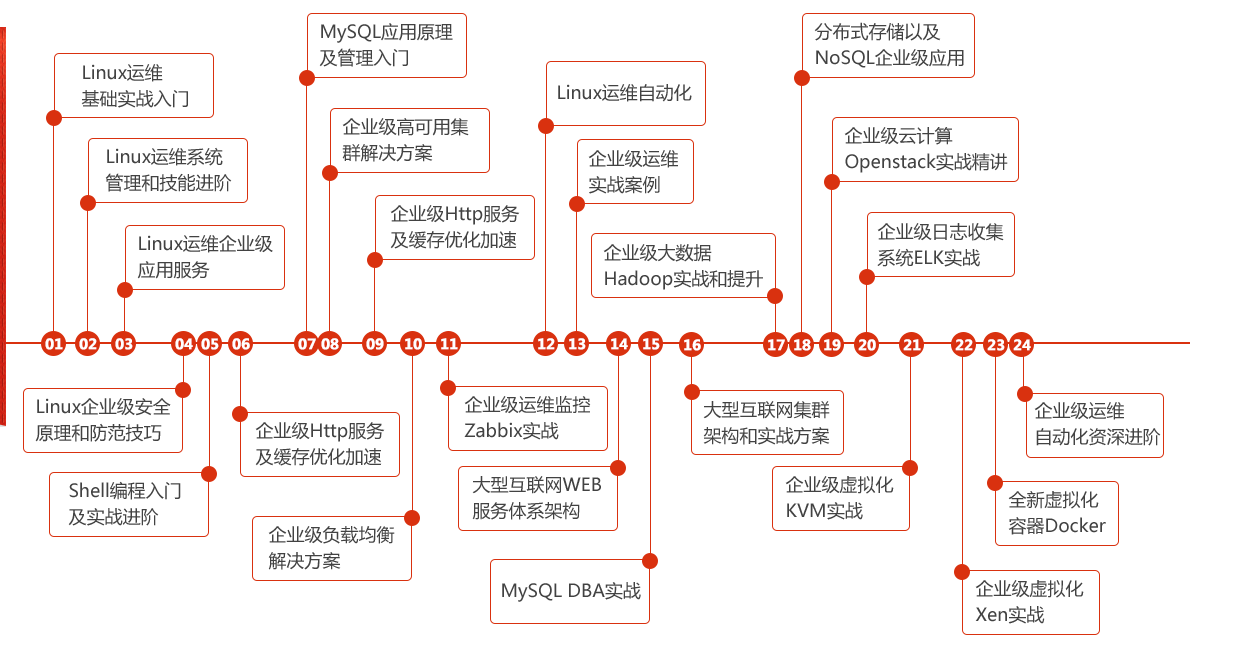 01
Linux运维
基础实战入门
02
Linux运维系统
管理和技能进阶
03
Linux运维企业级
应用服务
04
Linux企业级安全
原理和防范技巧
05
Shell编程入门
及实战进阶
06
企业级Http服务
及缓存优化加速
07
MySQL应用原理
及管理入门
08
企业级高可用集
群解决方案
09
企业级Http服务
及缓存优化加速
10
企业级负载均衡
解决方案
11
企业级运维监控
Zabbix实战
12
Linux运维自动化
13
企业级运维
实战案例
14
大型互联网WEB
服务体系架构
15
MySQL DBA实战
16
大型互联网集群
架构和实战方案
17
企业级大数据
Hadoop实战和提升
18
分布式存储以及
NoSQL企业级应用
19
企业级云计算
Openstack实战精讲
20
企业级日志收集
系统ELK实战
21
企业级虚拟化
KVM实战
22
企业级虚拟化
Xen实战
23
全新虚拟化
容器Docker
24
企业级运维
自动化资深进阶